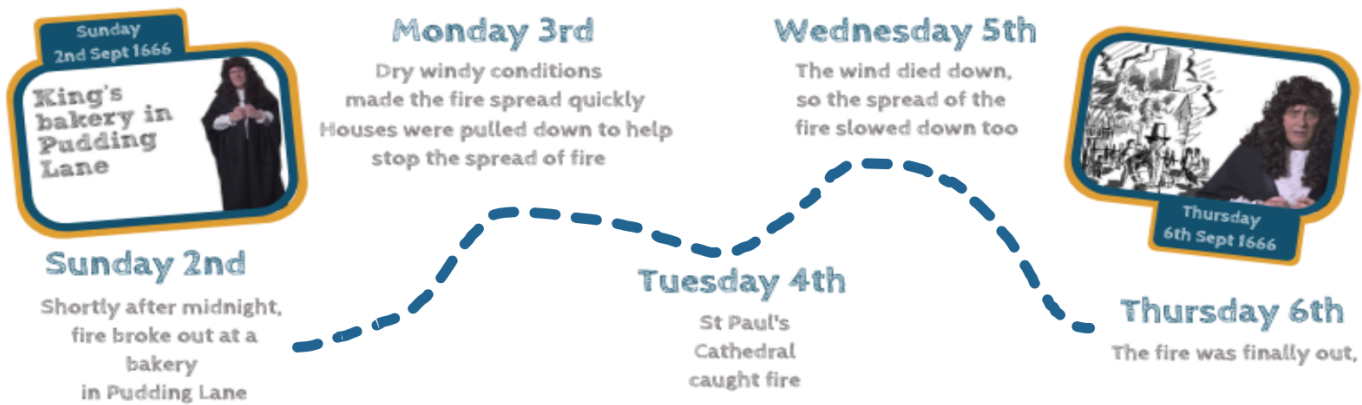 Sunday
2nd Sept 1666
King's
bakery in
Pudding
Lane
Sunday 2nd
Shortly after midnight,
fire broke out at a
bakery
in Pudding Lane
Monday 3rd
Dry windy conditions
made the fire spread quickly
Houses were pulled down to help
stop the spread of fire
Tuesday 4th
St Paul's
Cathedral
caught fire
Wednesday 5th
The wind died down,
so the spread of the
fire slowed down too
Thursday
6th Sept 1666
Thursday 6th
The fire was finally out,